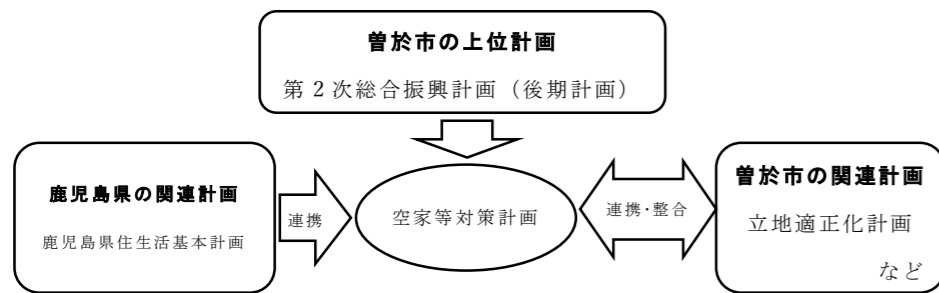 曽於市の上位計画
第2次総合振興計画（後期計画）
鹿児島県の関連計画
鹿児島県住生活基本計画
連携
空家等対策計画
連携・整合
曽於市の関連計画
立地適正化計画
など